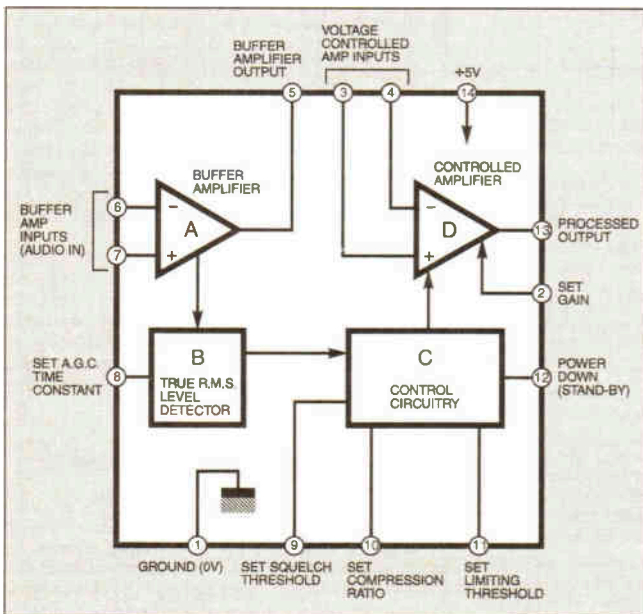 BUFFER
AMPLIFIER
OUTPUT
VOLTAGE
CONTROLLED
AMP INPUTS
+5V
5
3
4
14
BUFFER
AMPLIFIER
CONTROLLED
AMPLIFIER
BUFFER
AMP
INPUTS
(AUDIO IN)
6
7
−
A
+
−
D
+
13
PROCESSED
OUTPUT
2
SET
GAIN
SET A.G.C.
TIME
CONSTANT
8
B
TRUE R.M.S.
LEVEL
DETECTOR
C
CONTROL
CIRCUITRY
12
POWER
DOWN
(STAND-BY)
1
9
10
11
GROUND (0V)
SET SQUELCH
THRESHOLD
SET
COMPRESSION
RATIO
SET
LIMITING
THRESHOLD